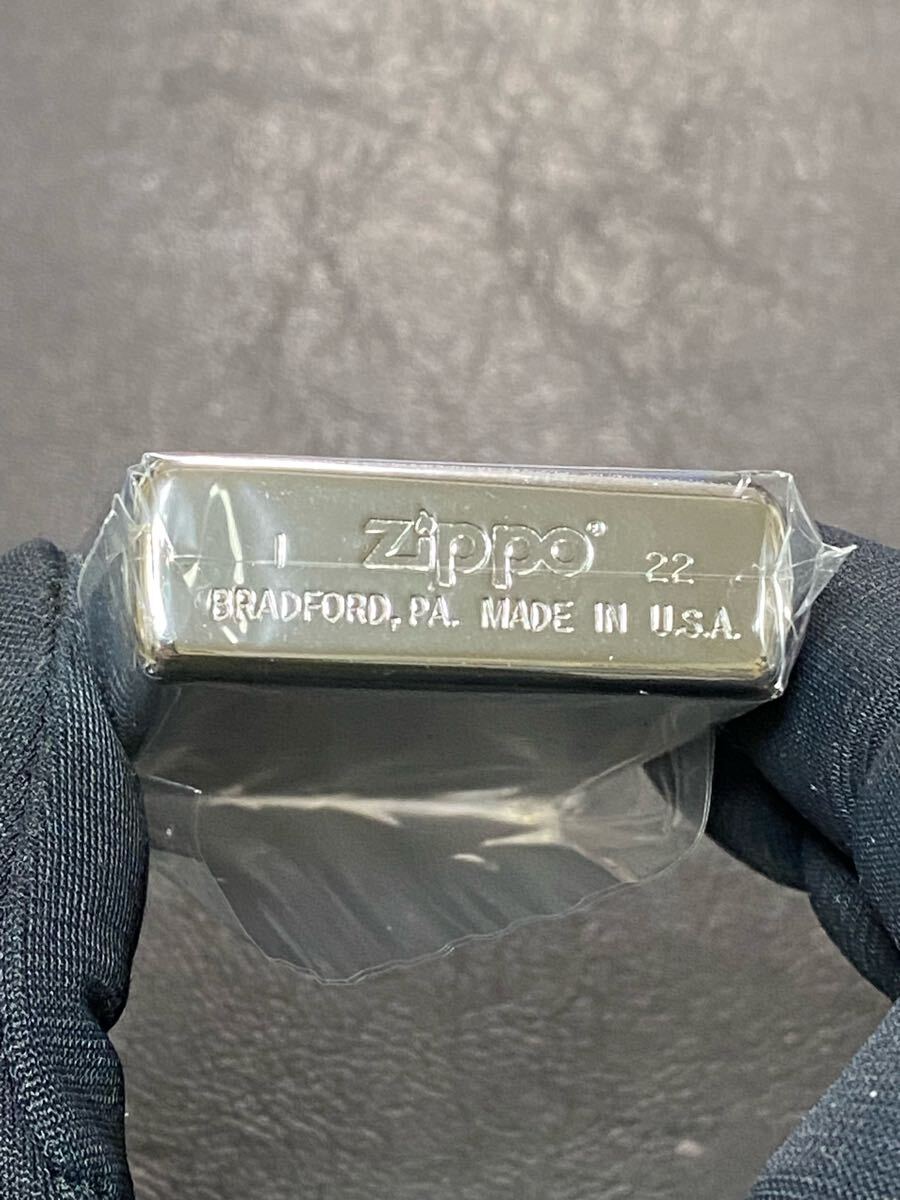 I Zippo® 22
BRADFORD, PA. MADE IN U.S.A.